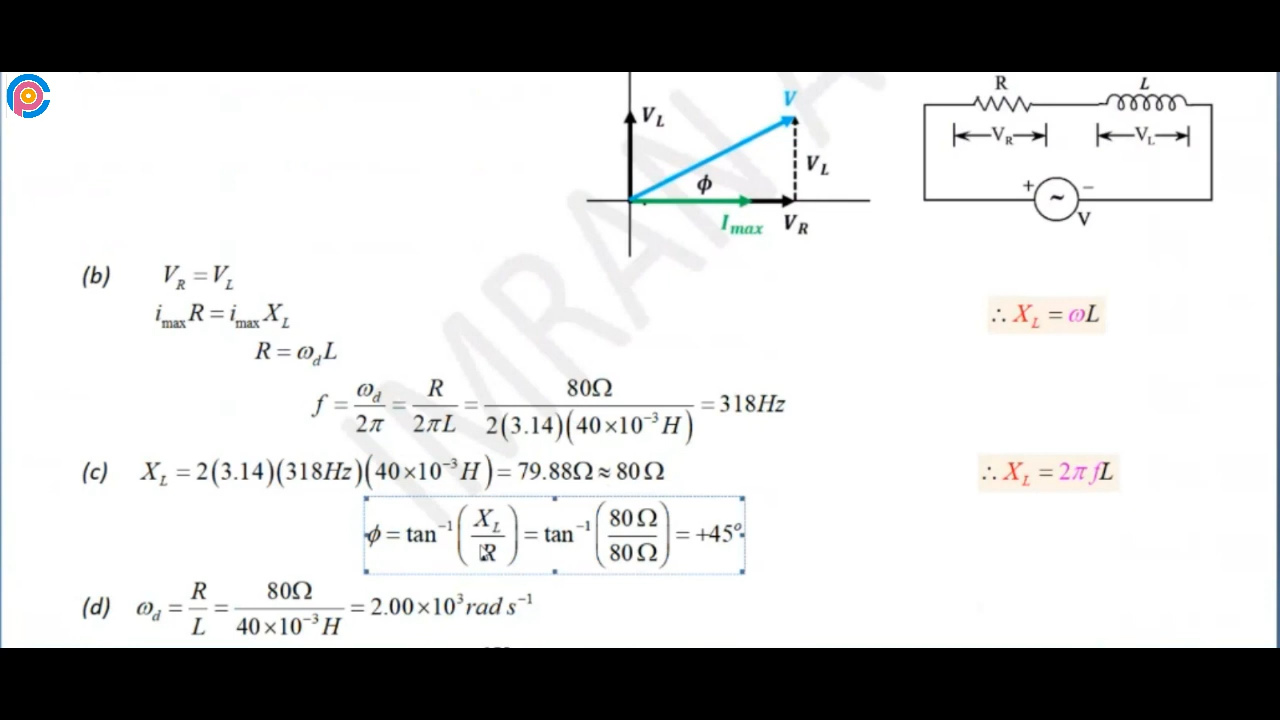 R L
V_L V V_R V_L
φ V_L
+ ~ − V
I_max V_R
(b) V_R = V_L
i_max R = i_max X_L ∴ X_L = ωL
R = ω_d L
f = ω_d/2π = R/2πL = 80Ω/2(3.14)(40×10⁻³H) = 318Hz
(c) X_L = 2(3.14)(318Hz)(40×10⁻³H) = 79.88Ω ≈ 80Ω ∴ X_L = 2πfL
φ = tan⁻¹(X_L/R) = tan⁻¹(80Ω/80Ω) = +45°
(d) ω_d = R/L = 80Ω/40×10⁻³H = 2.00×10³ rad s⁻¹
IMRAN A